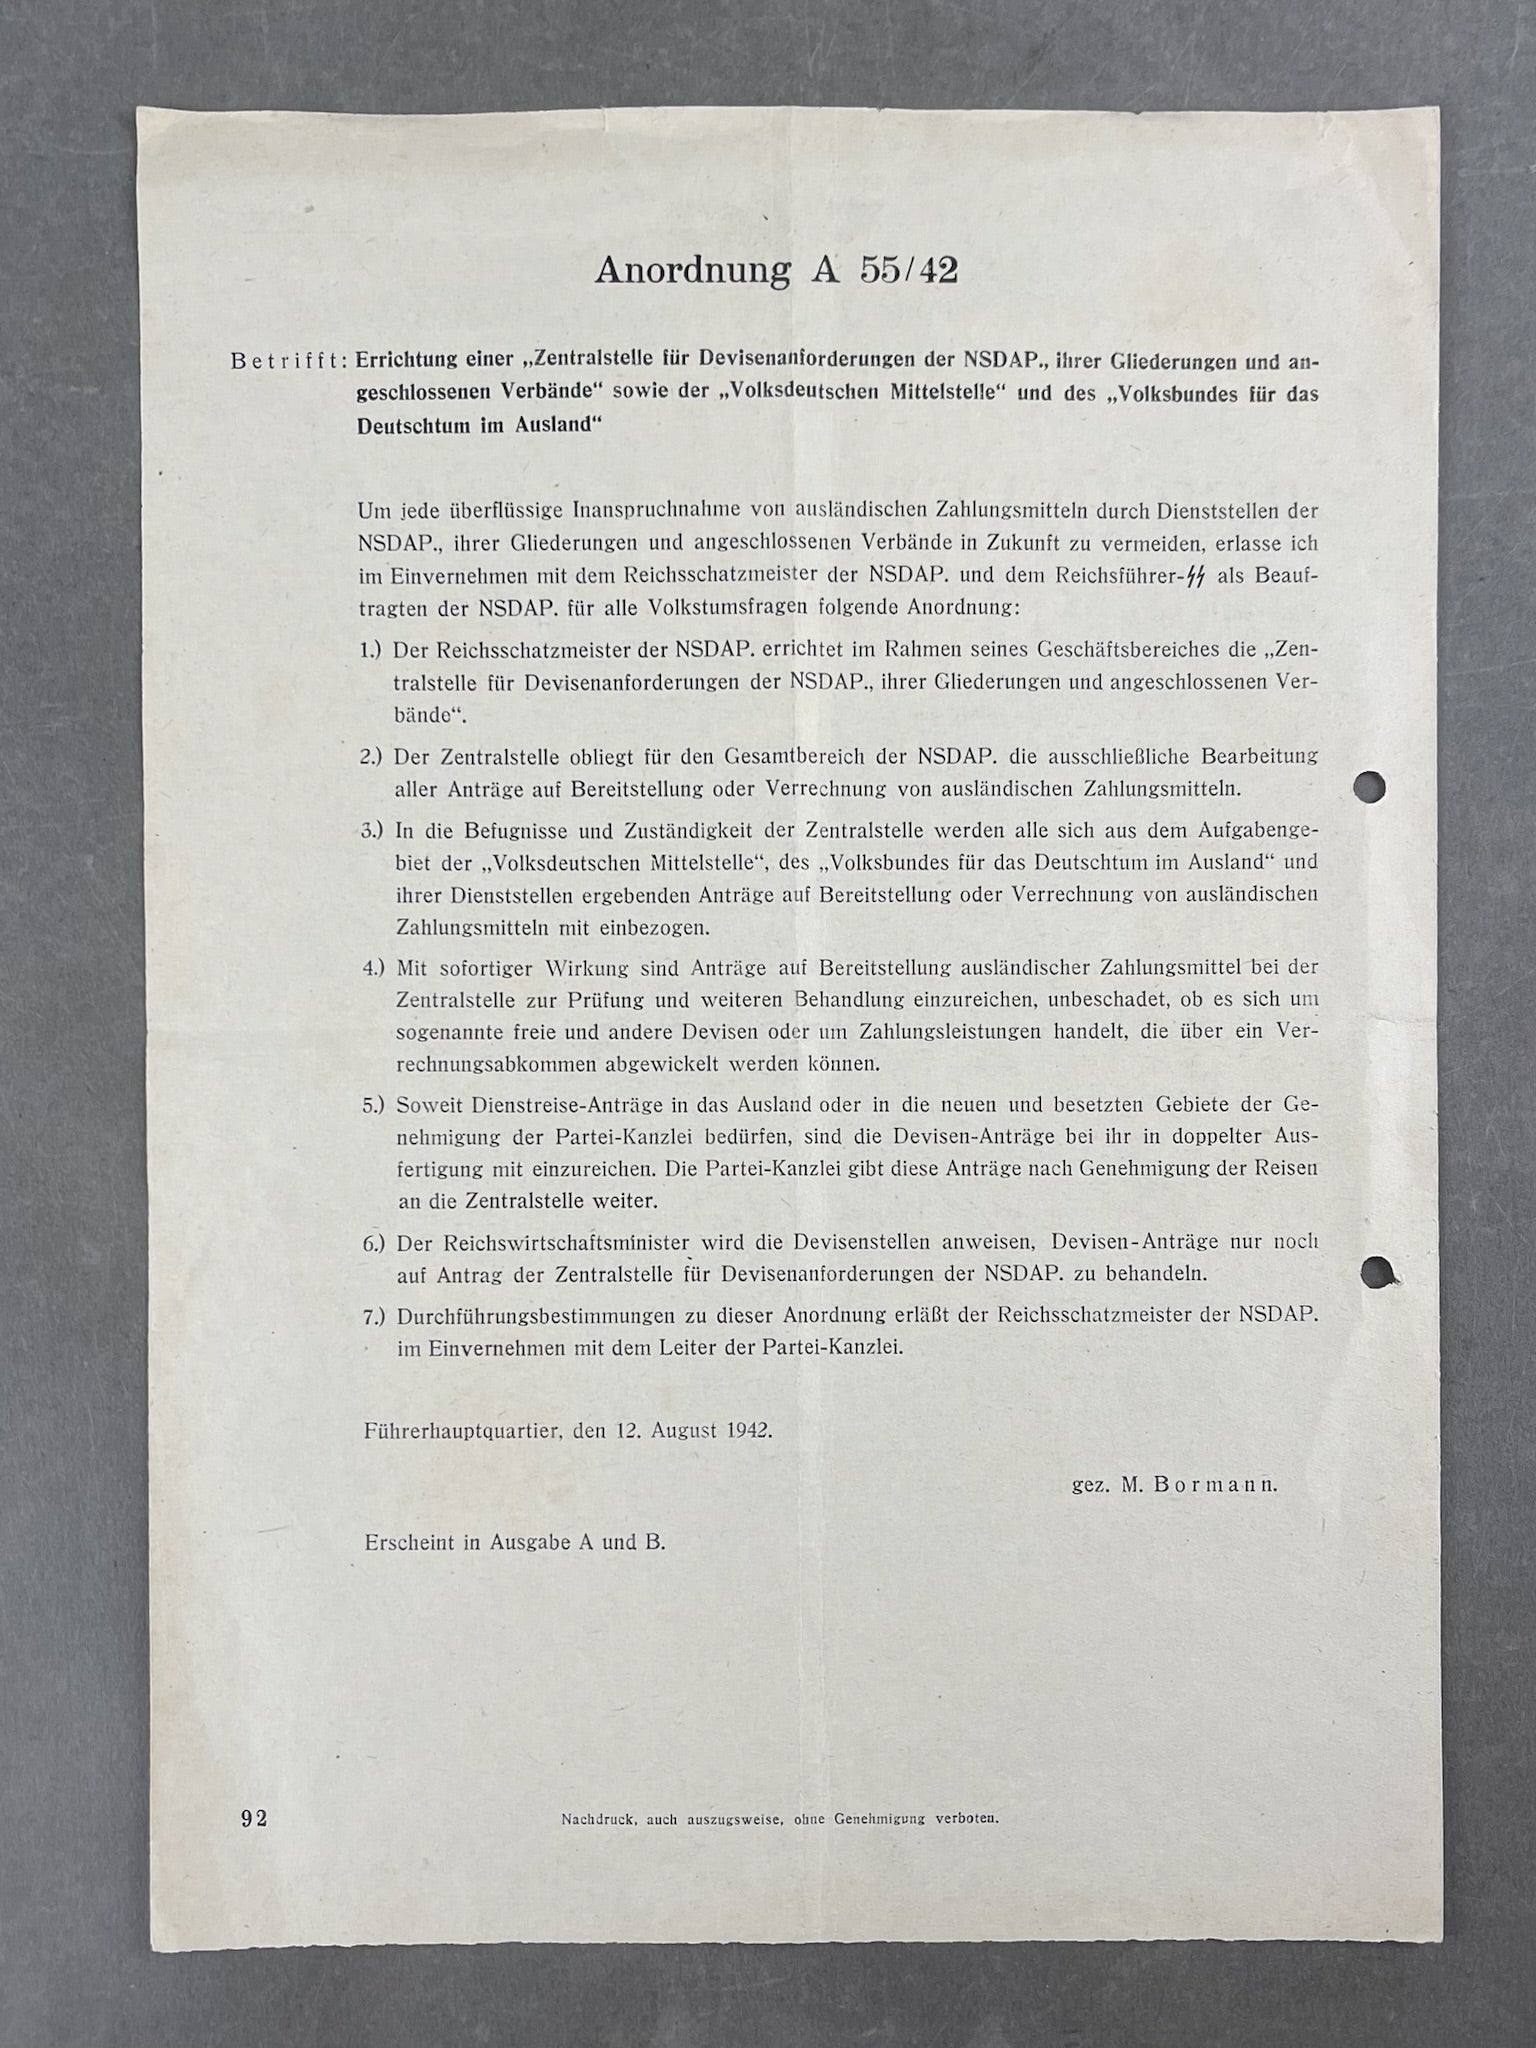 Anordnung A 55/42
Betrifft: Errichtung einer „Zentralstelle für Devisenanforderungen der NSDAP., ihrer Gliederungen und an-
geschlossenen Verbände“ sowie der „Volksdeutschen Mittelstelle“ und des „Volksbundes für das
Deutschtum im Ausland“
Um jede überflüssige Inanspruchnahme von ausländischen Zahlungsmitteln durch Dienststellen der
NSDAP., ihrer Gliederungen und angeschlossenen Verbände in Zukunft zu vermeiden, erlasse ich
im Einvernehmen mit dem Reichsschatzmeister der NSDAP. und dem Reichsführer-ᛋᛋ als Beauf-
tragten der NSDAP. für alle Volkstumsfragen folgende Anordnung:
1.) Der Reichsschatzmeister der NSDAP. errichtet im Rahmen seines Geschäftsbereiches die „Zen-
tralstelle für Devisenanforderungen der NSDAP., ihrer Gliederungen und angeschlossenen Ver-
bände“.
2.) Der Zentralstelle obliegt für den Gesamtbereich der NSDAP. die ausschließliche Bearbeitung
aller Anträge auf Bereitstellung oder Verrechnung von ausländischen Zahlungsmitteln.
3.) In die Befugnisse und Zuständigkeit der Zentralstelle werden alle sich aus dem Aufgabenge-
biet der „Volksdeutschen Mittelstelle“, des „Volksbundes für das Deutschtum im Ausland“ und
ihrer Dienststellen ergebenden Anträge auf Bereitstellung oder Verrechnung von ausländischen
Zahlungsmitteln mit einbezogen.
4.) Mit sofortiger Wirkung sind Anträge auf Bereitstellung ausländischer Zahlungsmittel bei der
Zentralstelle zur Prüfung und weiteren Behandlung einzureichen, unbeschadet, ob es sich um
sogenannte freie und andere Devisen oder um Zahlungsleistungen handelt, die über ein Ver-
rechnungsabkommen abgewickelt werden können.
5.) Soweit Dienstreise-Anträge in das Ausland oder in die neuen und besetzten Gebiete der Ge-
nehmigung der Partei-Kanzlei bedürfen, sind die Devisen-Anträge bei ihr in doppelter Aus-
fertigung mit einzureichen. Die Partei-Kanzlei gibt diese Anträge nach Genehmigung der Reisen
an die Zentralstelle weiter.
6.) Der Reichswirtschaftsminister wird die Devisenstellen anweisen, Devisen-Anträge nur noch
auf Antrag der Zentralstelle für Devisenanforderungen der NSDAP. zu behandeln.
7.) Durchführungsbestimmungen zu dieser Anordnung erläßt der Reichsschatzmeister der NSDAP.
im Einvernehmen mit dem Leiter der Partei-Kanzlei.
Führerhauptquartier, den 12. August 1942.
gez. M. Bormann.
Erscheint in Ausgabe A und B.
92
Nachdruck, auch auszugsweise, ohne Genehmigung verboten.